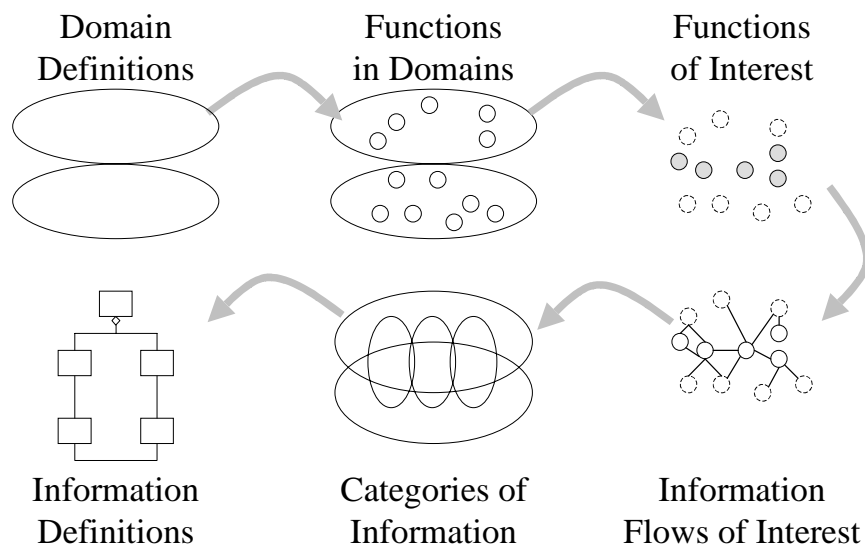 Domain
Definitions
Functions
in Domains
Functions
of Interest
Information
Definitions
Categories of
Information
Information
Flows of Interest